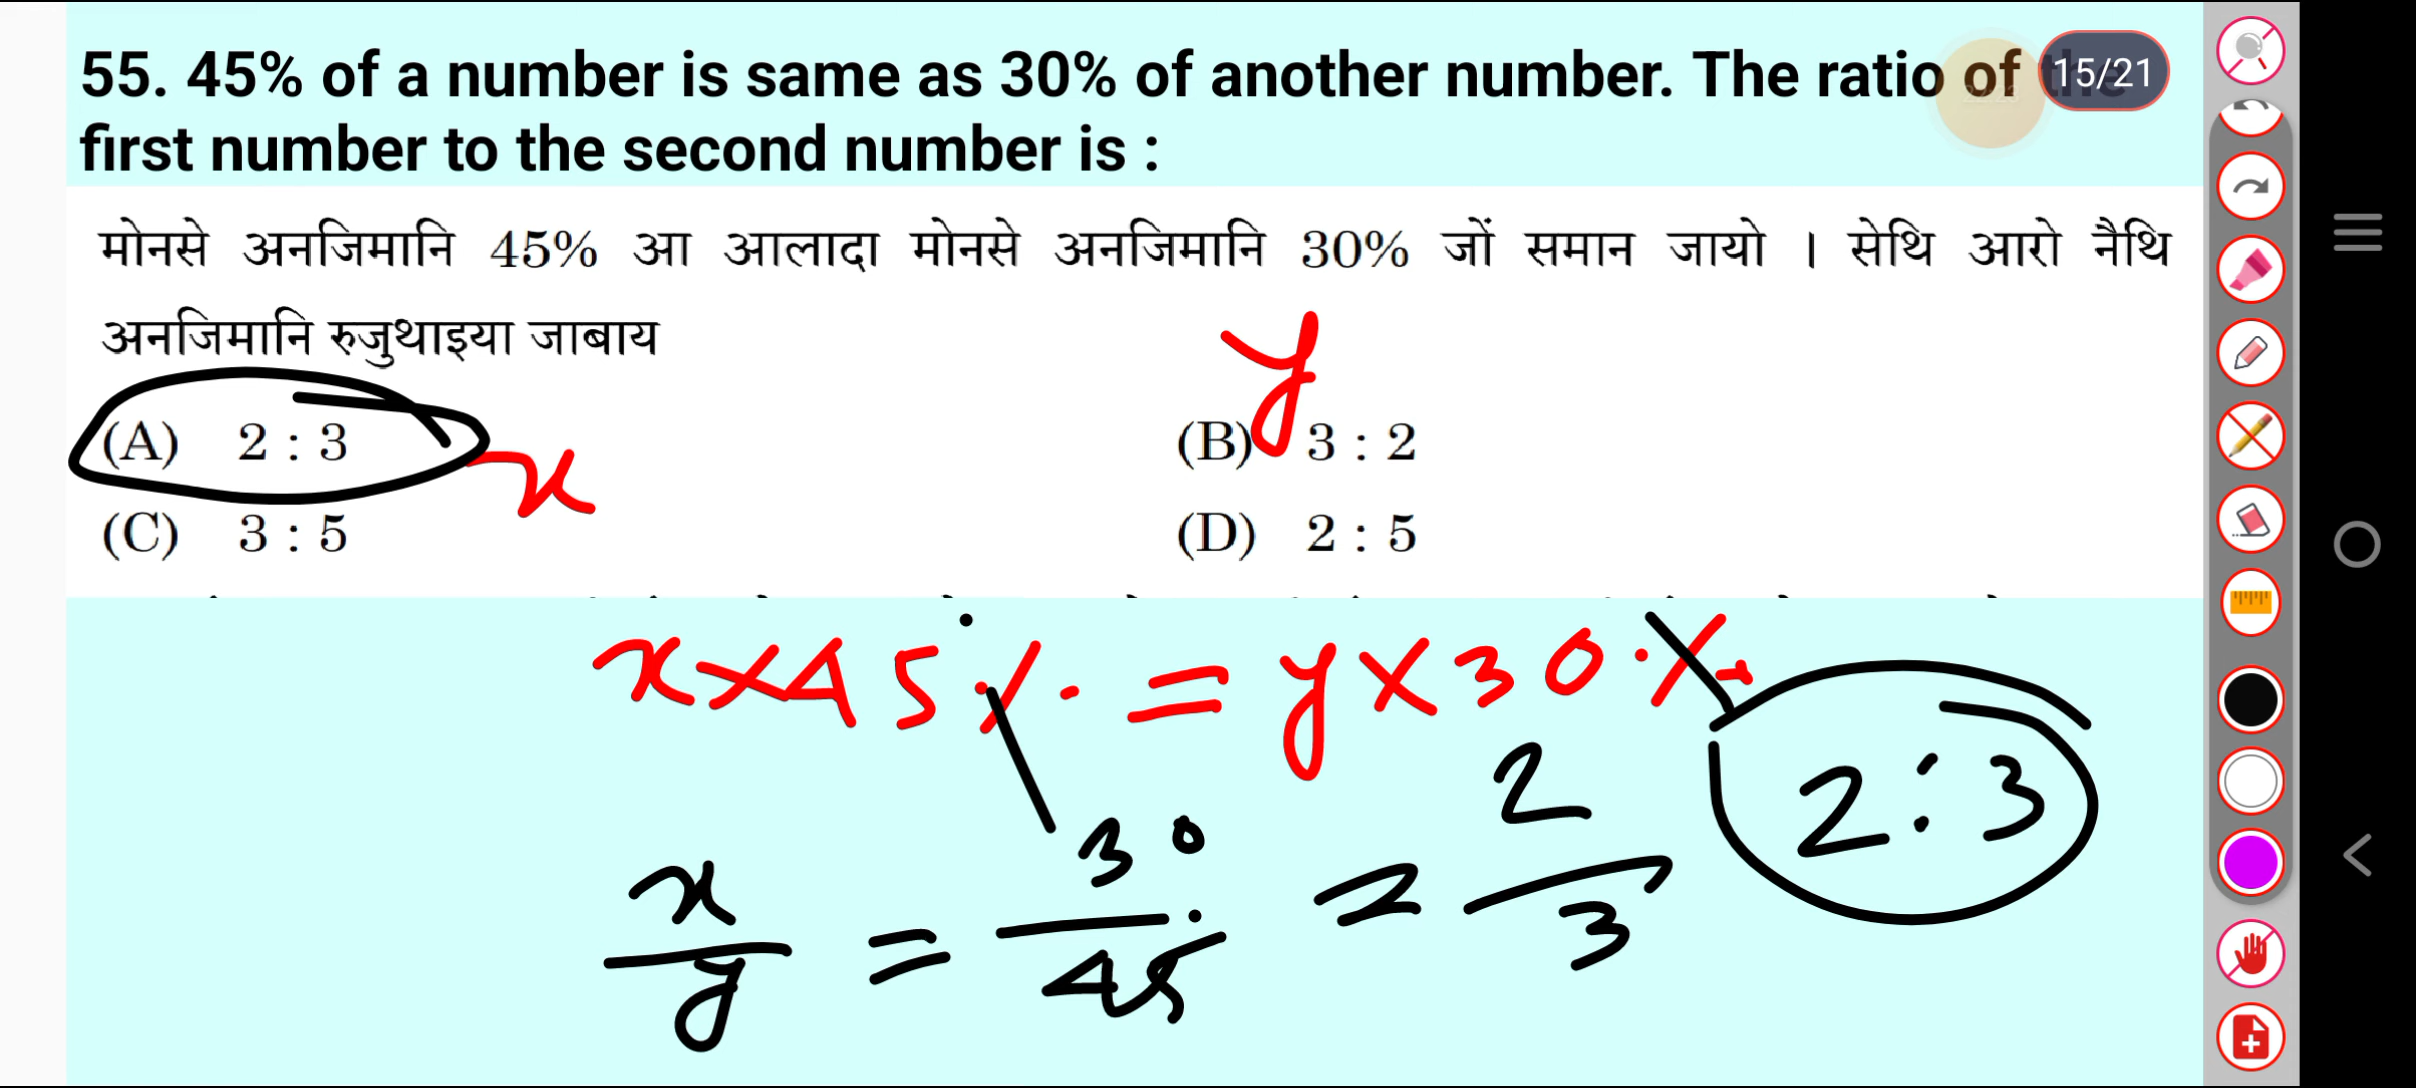 55. 45% of a number is same as 30% of another number. The ratio of the
15/21
first number to the second number is :
मोनसे अनजिमानि 45% आ आलादा मोनसे अनजिमानि 30% जों समान जायो । सेथि आरो नैथि
अनजिमानि रुजुथाइया जाबाय
y
(A) 2 : 3
(B) 3 : 2
x
(C) 3 : 5
(D) 2 : 5
x×45% = y×30%
x/y = 30/45 = 2/3
2:3